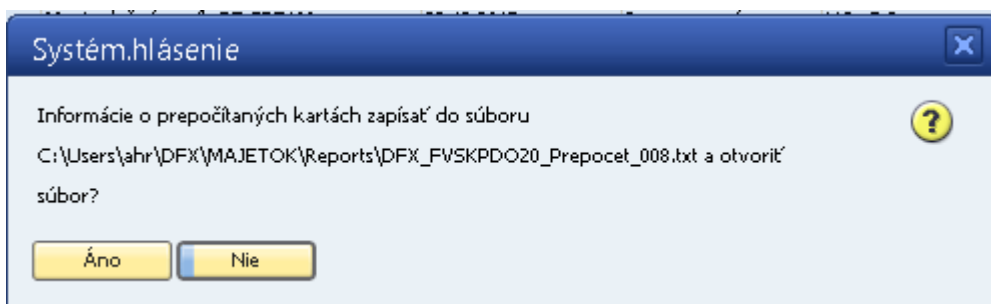 Systém.hlásenie
Informácie o prepočítaných kartách zapísať do súboru
C:\Users\ahr\DFX\MAJETOK\Reports\DFX_FVSKPDO20_Prepocet_008.txt a otvoriť
súbor?
Áno
Nie